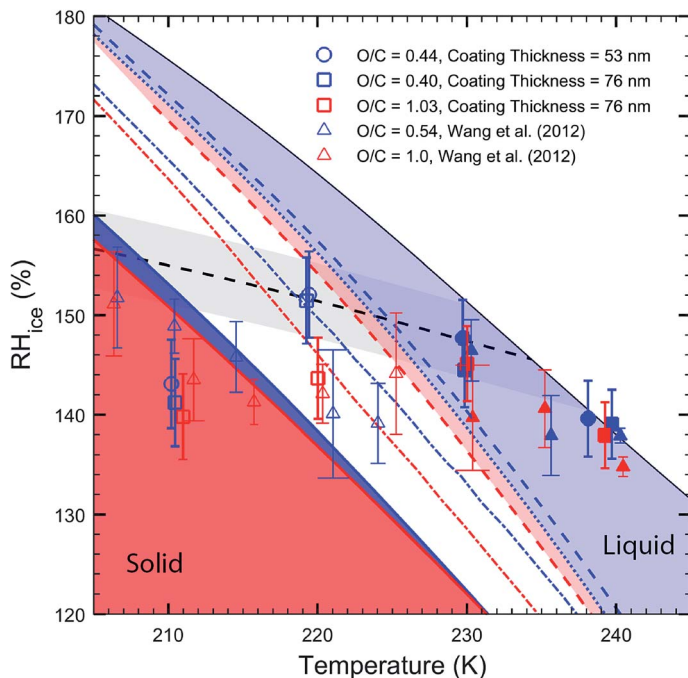 180
170
160
150
140
130
120
RHice (%)
O/C = 0.44, Coating Thickness = 53 nm
O/C = 0.40, Coating Thickness = 76 nm
O/C = 1.03, Coating Thickness = 76 nm
O/C = 0.54, Wang et al. (2012)
O/C = 1.0, Wang et al. (2012)
Solid
Liquid
210 220 230 240
Temperature (K)